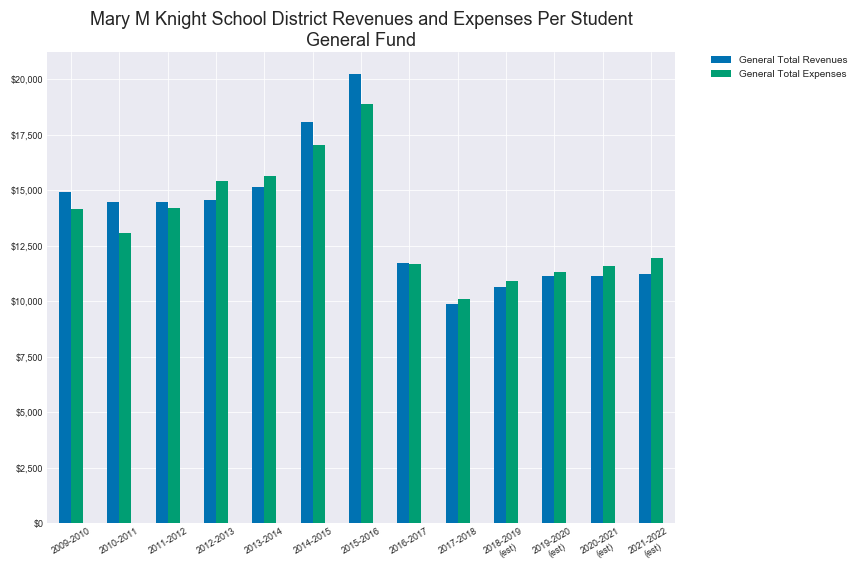 Mary M Knight School District Revenues and Expenses Per Student
General Fund
General Total Revenues
General Total Expenses
$20,000
$17,500
$15,000
$12,500
$10,000
$7,500
$5,000
$2,500
$0
2009-2010
2010-2011
2011-2012
2012-2013
2013-2014
2014-2015
2015-2016
2016-2017
2017-2018
2018-2019
(est)
2019-2020
(est)
2020-2021
(est)
2021-2022
(est)